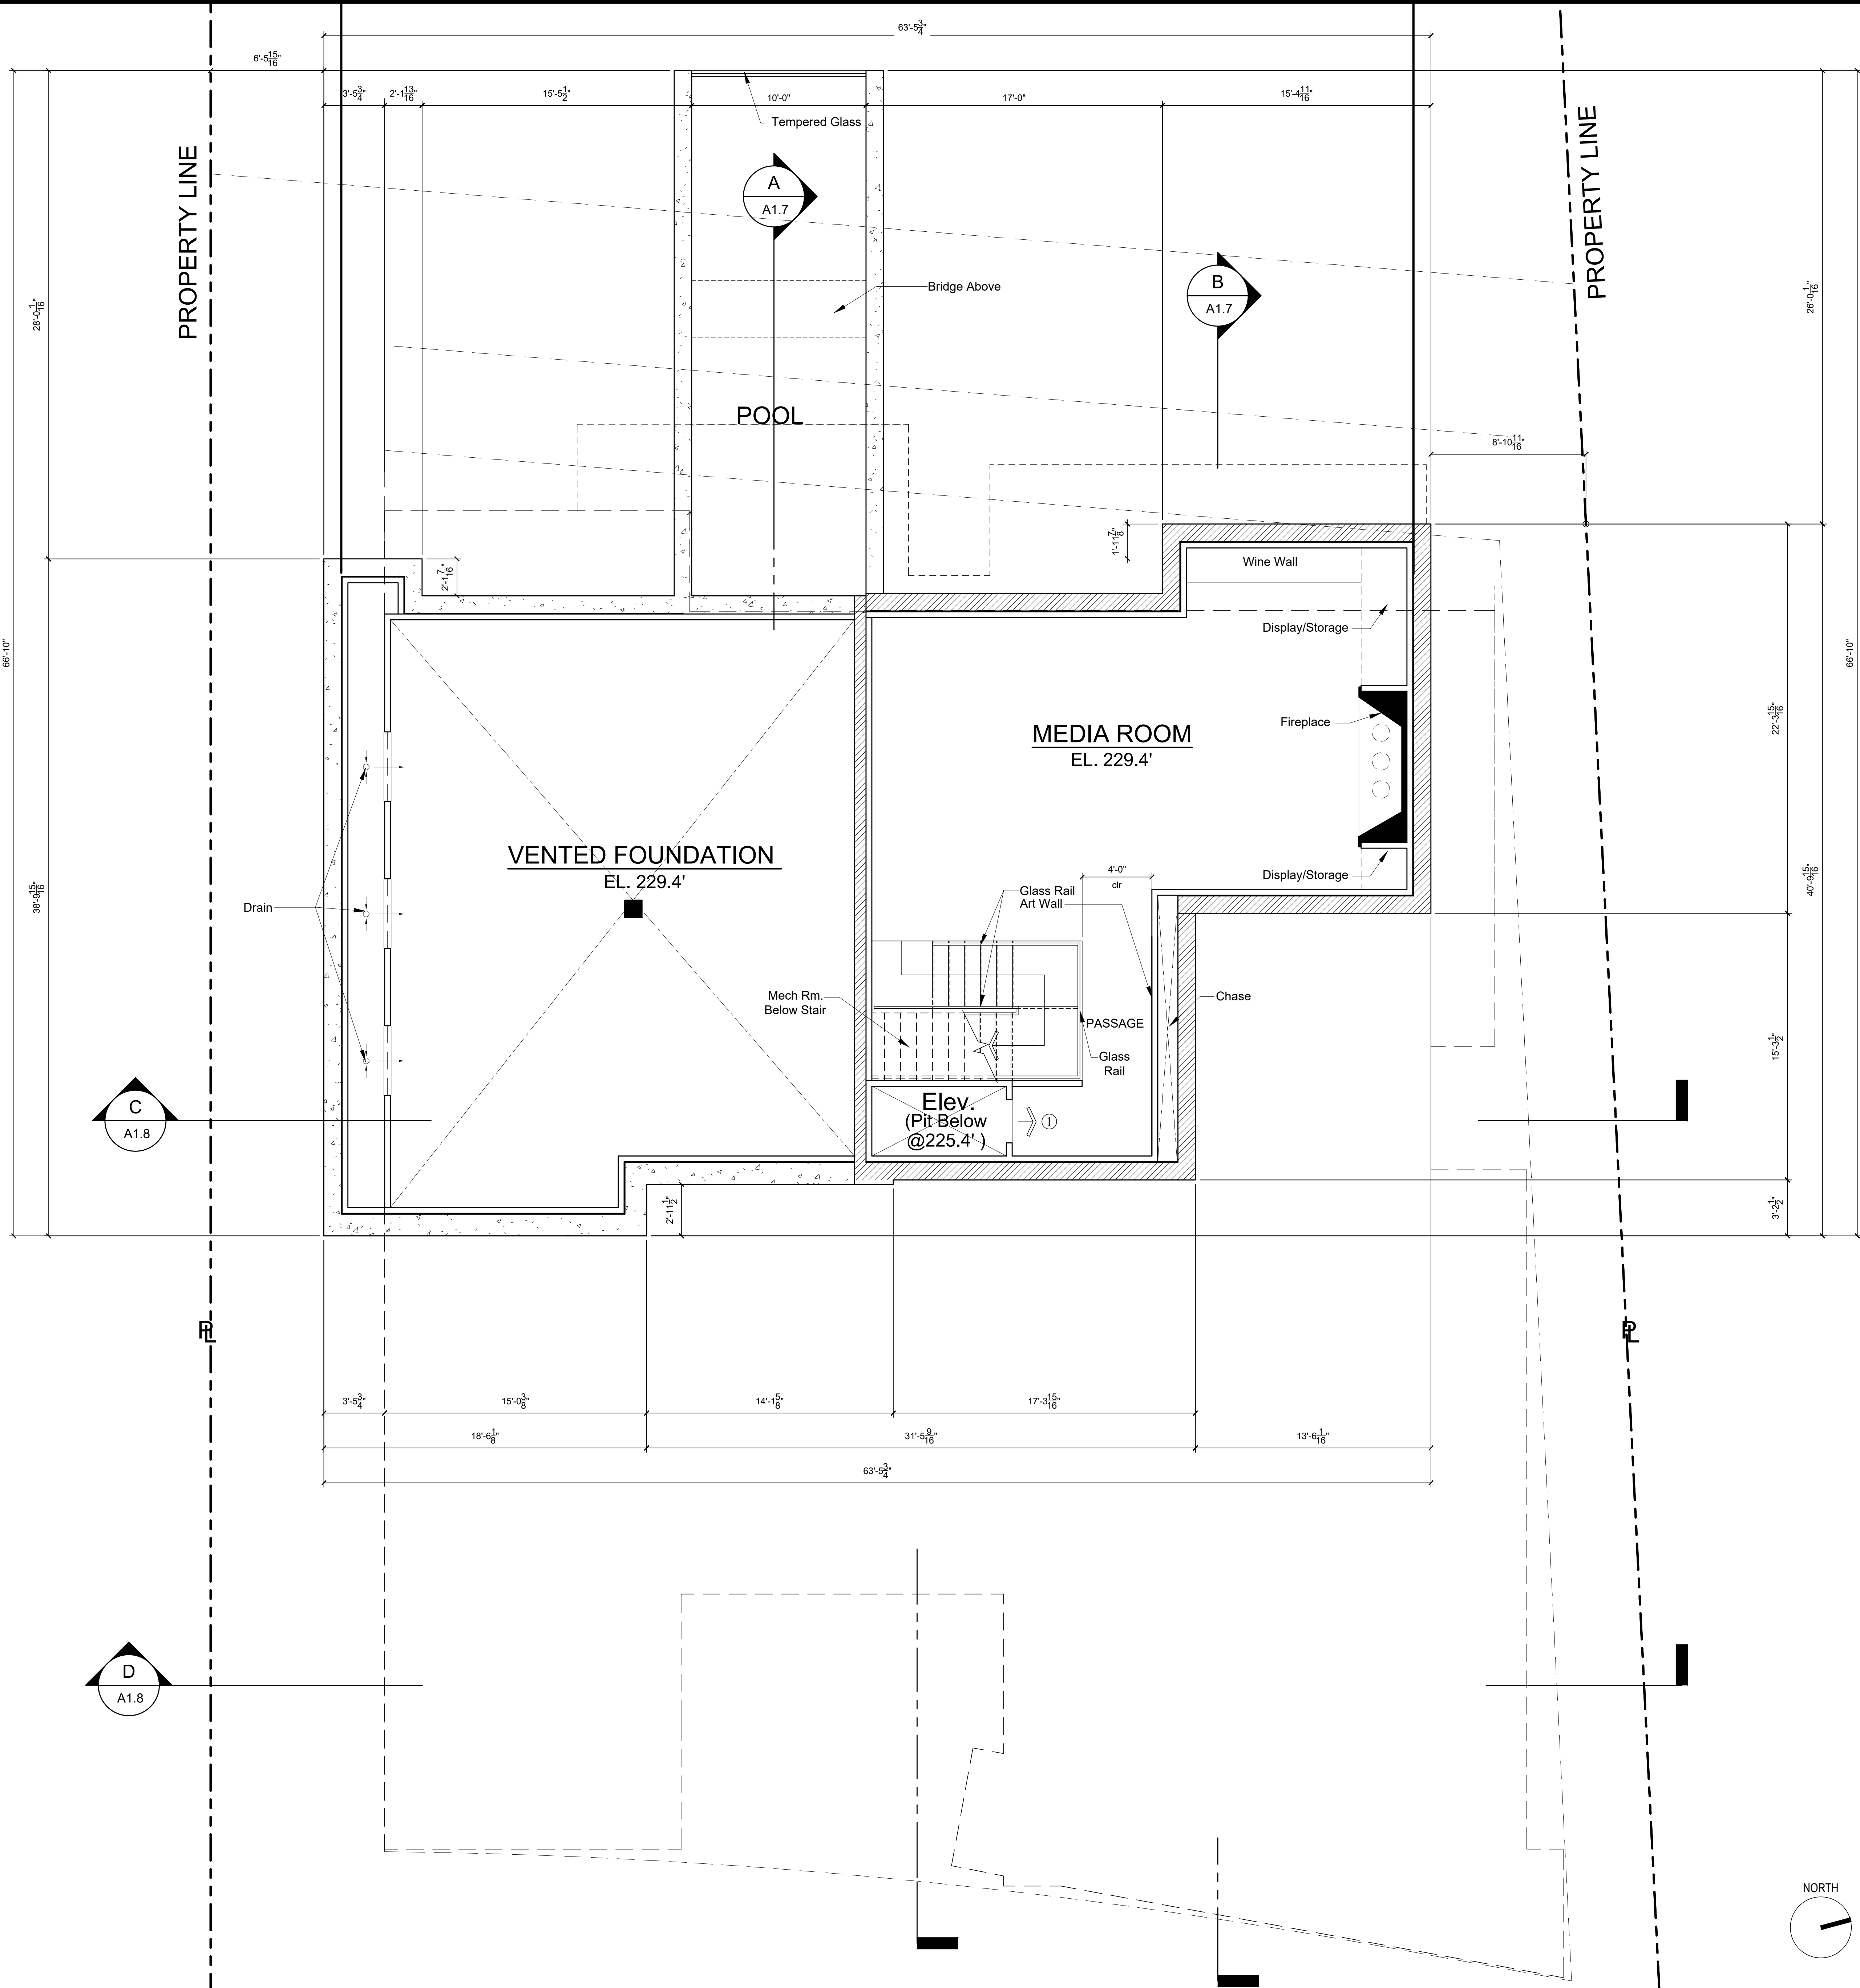 63'-5 3/4"
6'-5 15/16"
3'-5 3/4"
2'-1 13/16"
15'-5 1/2"
10'-0"
17'-0"
15'-4 11/16"
Tempered Glass
PROPERTY LINE
PROPERTY LINE
A
A1.7
B
A1.7
Bridge Above
28'-0 1/16"
26'-0 1/16"
POOL
8'-10 11/16"
1'-11 7/8"
2'-1 7/16"
Wine Wall
Display/Storage
66'-10"
66'-10"
Fireplace
22'-3 15/16"
MEDIA ROOM
EL. 229.4'
VENTED FOUNDATION
EL. 229.4'
4'-0"
clr
Display/Storage
Glass Rail
Art Wall
38'-9 15/16"
40'-9 15/16"
Drain
Mech Rm.
Below Stair
Chase
PASSAGE
Glass
Rail
15'-3 1/2"
Elev.
(Pit Below
@225.4' )
1
C
A1.8
2'-11 1/2"
3'-2 1/2"
PL
PL
3'-5 3/4"
15'-0 3/8"
14'-1 5/8"
17'-3 15/16"
18'-6 1/8"
31'-5 9/16"
13'-6 1/16"
63'-5 3/4"
D
A1.8
NORTH